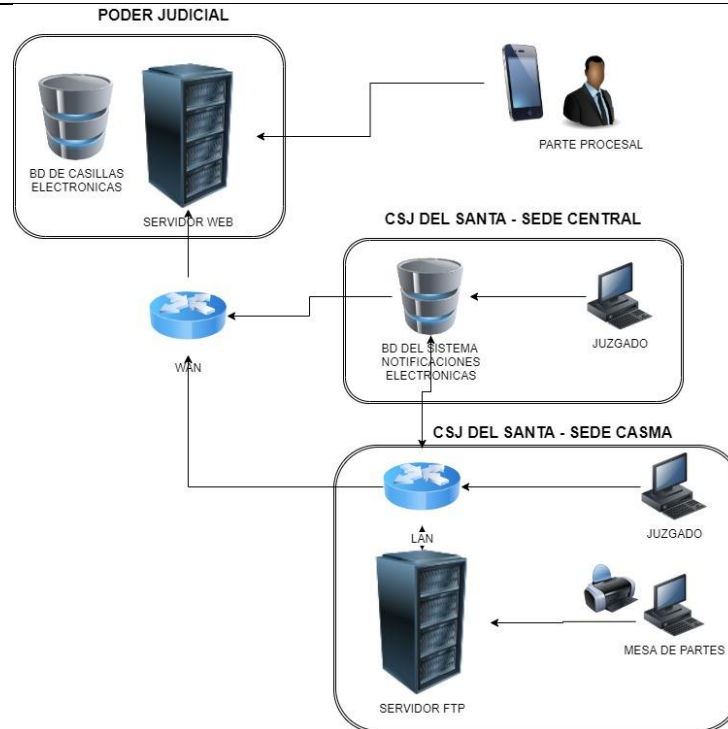 PODER JUDICIAL
BD DE CASILLAS
ELECTRONICAS
SERVIDOR WEB
PARTE PROCESAL
CSJ DEL SANTA - SEDE CENTRAL
BD DEL SISTEMA
NOTIFICACIONES
ELECTRONICAS
JUZGADO
WAN
CSJ DEL SANTA - SEDE CASMA
LAN
JUZGADO
MESA DE PARTES
SERVIDOR FTP